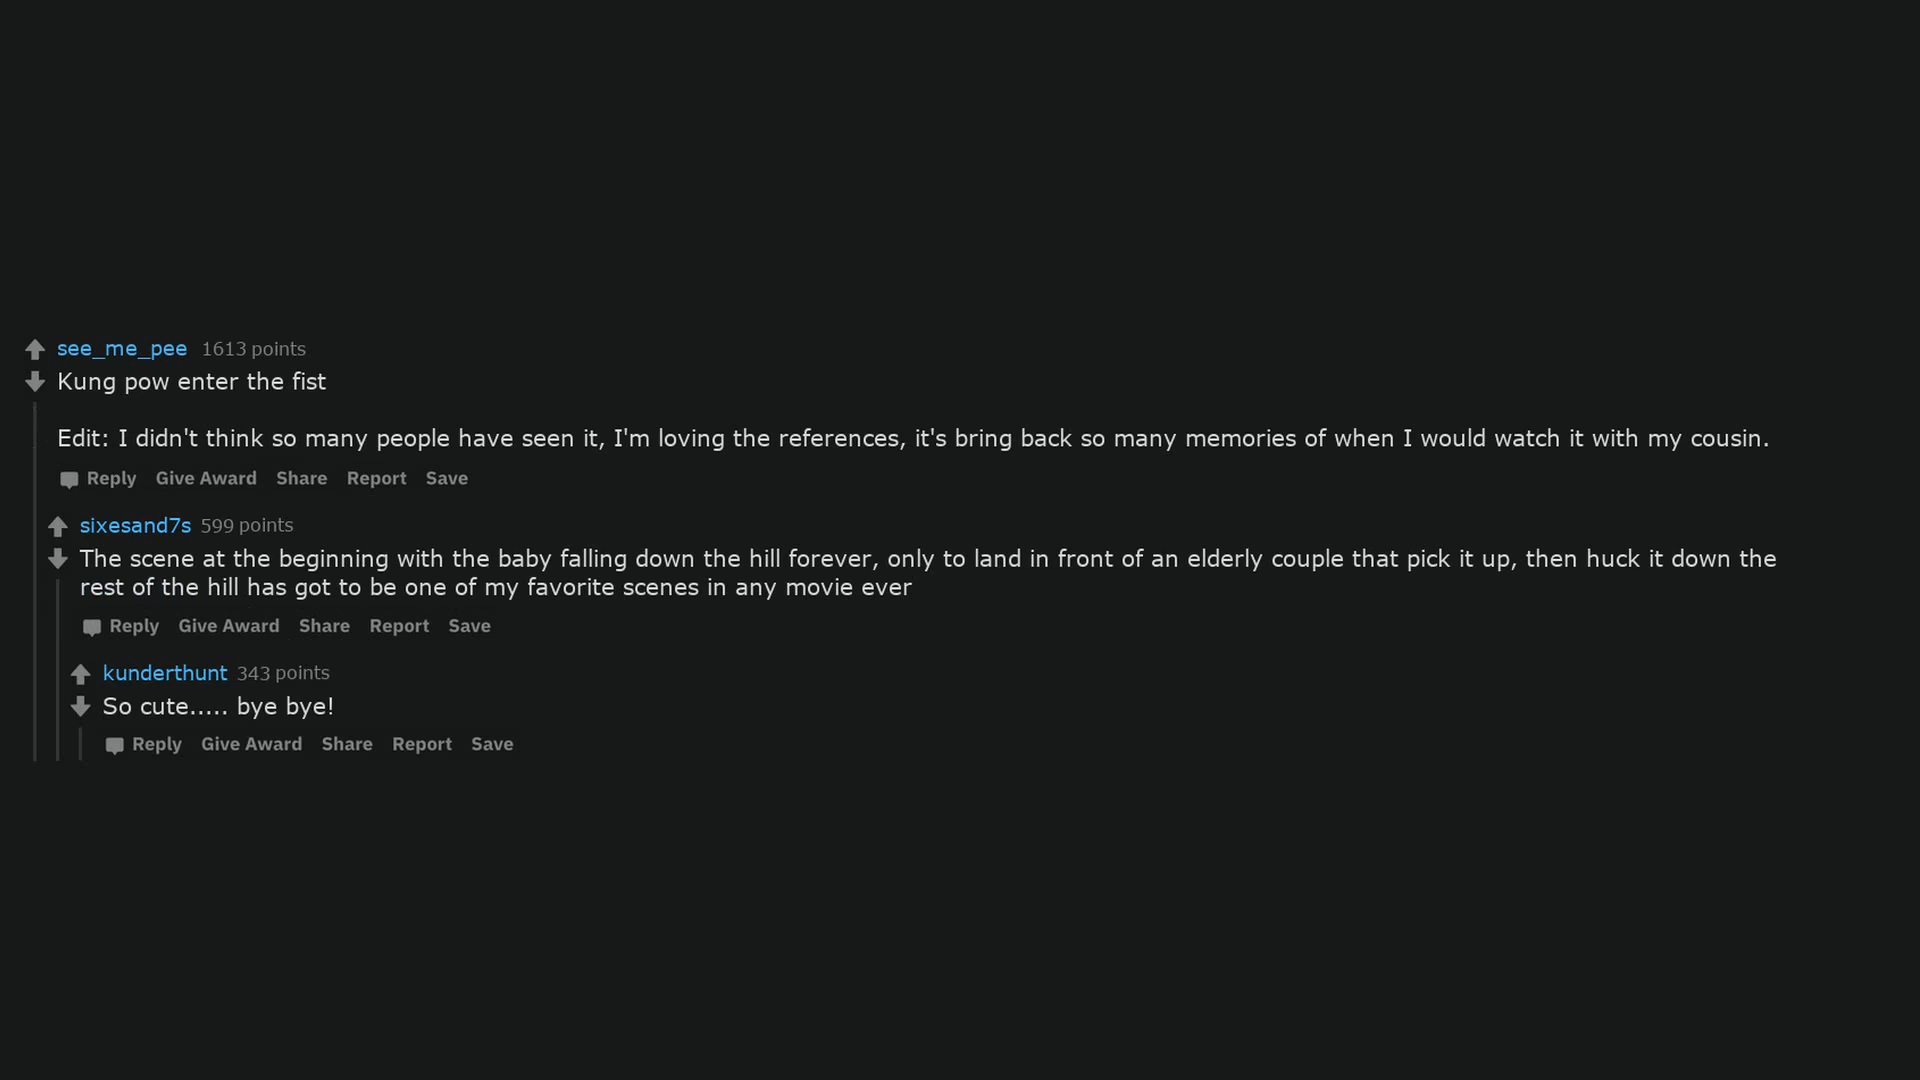 see_me_pee 1613 points
Kung pow enter the fist
Edit: I didn't think so many people have seen it, I'm loving the references, it's bring back so many memories of when I would watch it with my cousin.
Reply Give Award Share Report Save
sixesand7s 599 points
The scene at the beginning with the baby falling down the hill forever, only to land in front of an elderly couple that pick it up, then huck it down the
rest of the hill has got to be one of my favorite scenes in any movie ever
Reply Give Award Share Report Save
kunderthunt 343 points
So cute..... bye bye!
Reply Give Award Share Report Save